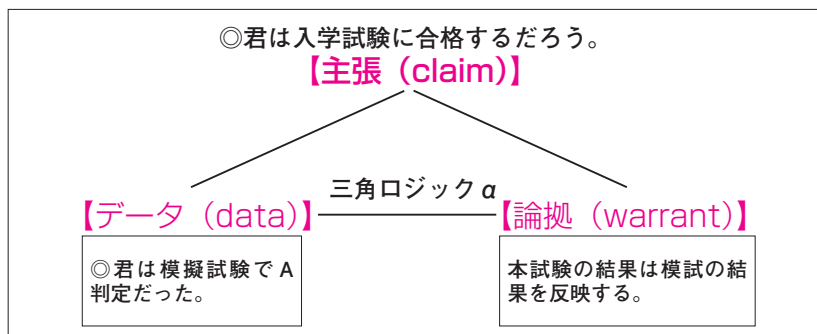 ◎君は入学試験に合格するだろう。
【主張（claim）】
三角ロジックα
【データ（data）】
【論拠（warrant）】
◎君は模擬試験でA
判定だった。
本試験の結果は模試の結
果を反映する。